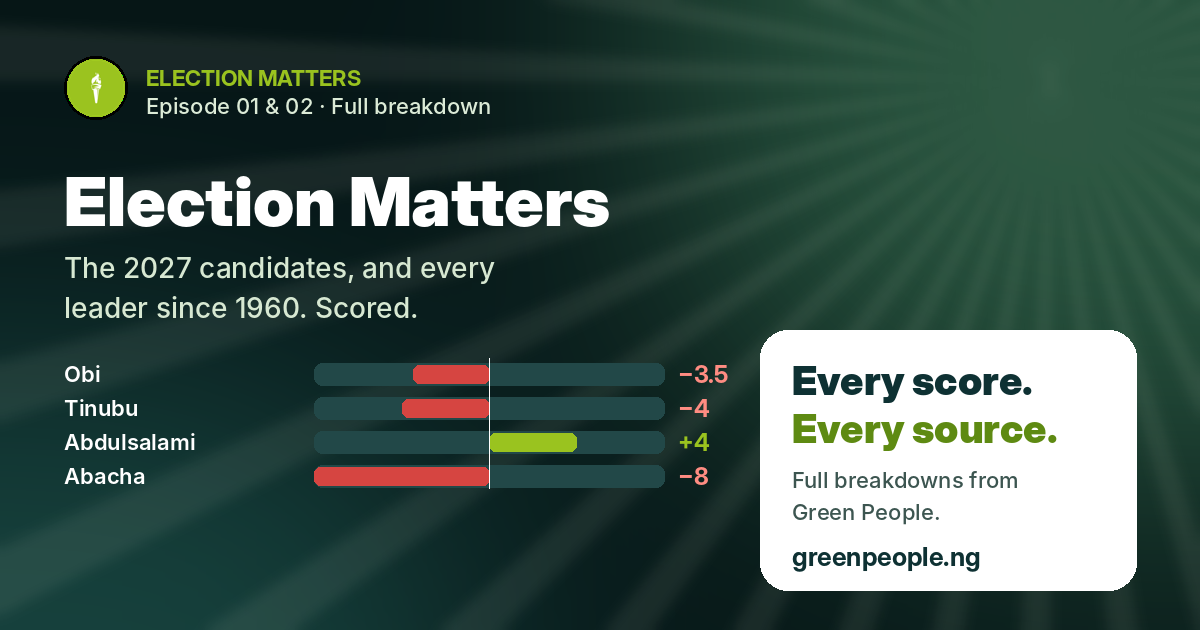 ELECTION MATTERS
Episode 01 & 02 · Full breakdown
Election Matters
The 2027 candidates, and every
leader since 1960. Scored.
Obi −3.5
Tinubu −4
Abdulsalami +4
Abacha −8
Every score.
Every source.
Full breakdowns from
Green People.
greenpeople.ng